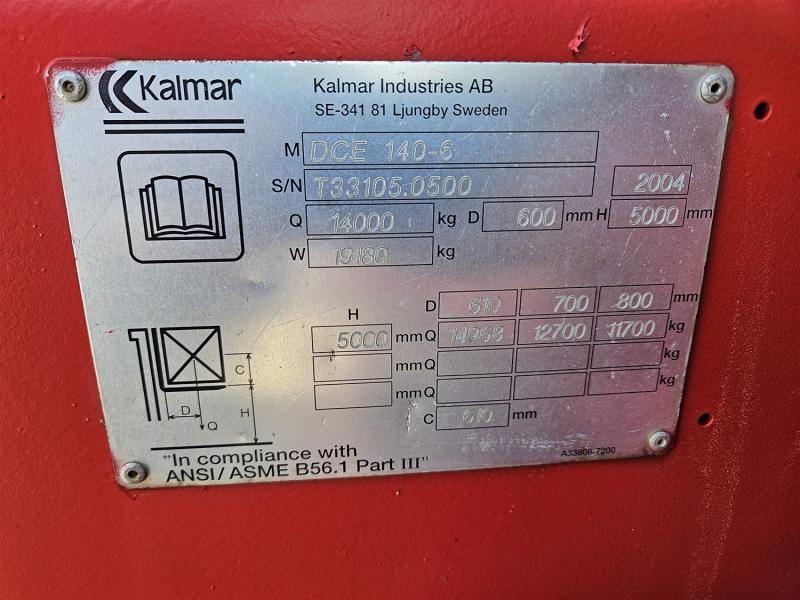 Kalmar
Kalmar Industries AB
SE-341 81 Ljungby Sweden
M DCE 140-6
S/N T33105.0500 2004
Q 14000 kg D 600 mm H 5000 mm
W 19180 kg
H D 610 700 800 mm
5000 mm Q 14968 12700 11700 kg
mm Q kg
mm Q kg
C 610 mm
C
D
H
Q
"In compliance with
ANSI/ASME B56.1 Part III"
A33806.7200